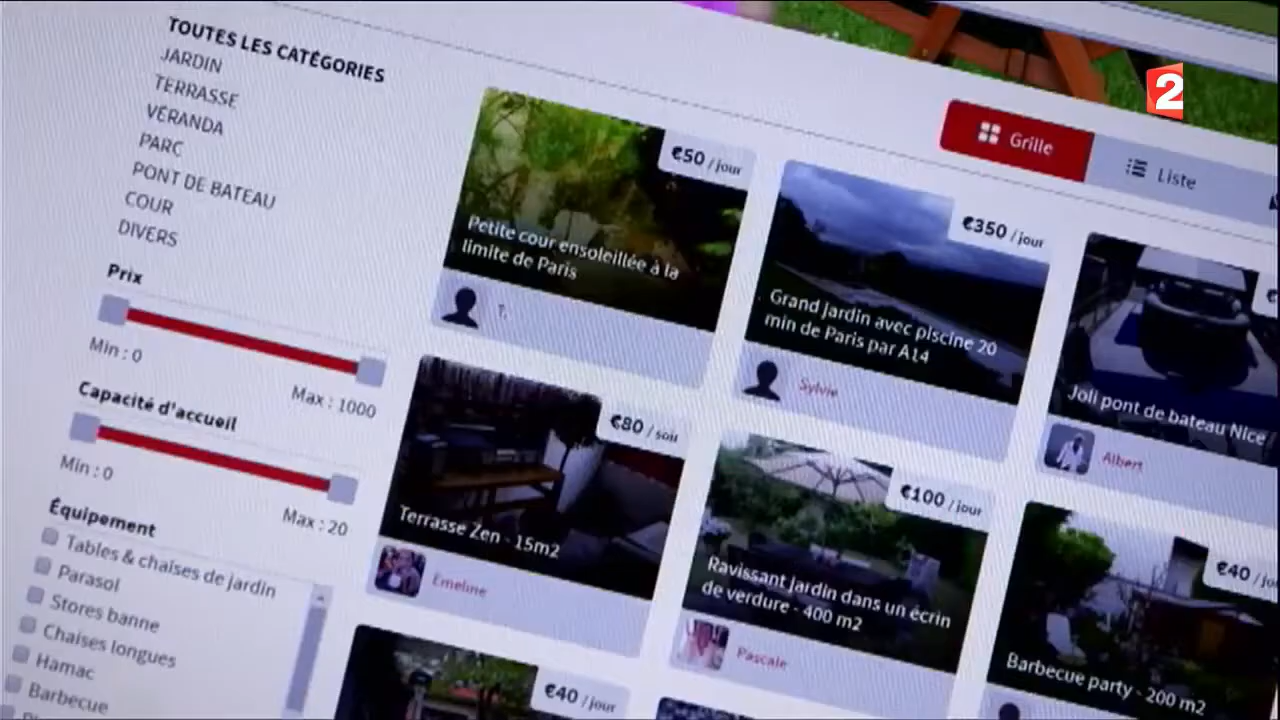 TOUTES LES CATÉGORIES
JARDIN
TERRASSE
VÉRANDA
PARC
PONT DE BATEAU
COUR
DIVERS
Prix
Min : 0
Max : 1000
Capacité d'accueil
Min : 0
Max : 20
Équipement
Tables & chaises de jardin
Parasol
Stores banne
Chaises longues
Hamac
Barbecue
2
Grille
Liste
€50 / jour
Petite cour ensoleillée à la
limite de Paris
T.
€350 / jour
Grand jardin avec piscine 20
min de Paris par A14
Sylvie
Joli pont de bateau Nice
Albert
€80 / soir
Terrasse Zen - 15m2
Émeline
€100 / jour
Ravissant jardin dans un écrin
de verdure - 400 m2
Pascale
€40 / jo
Barbecue party - 200 m2
€40 / jour